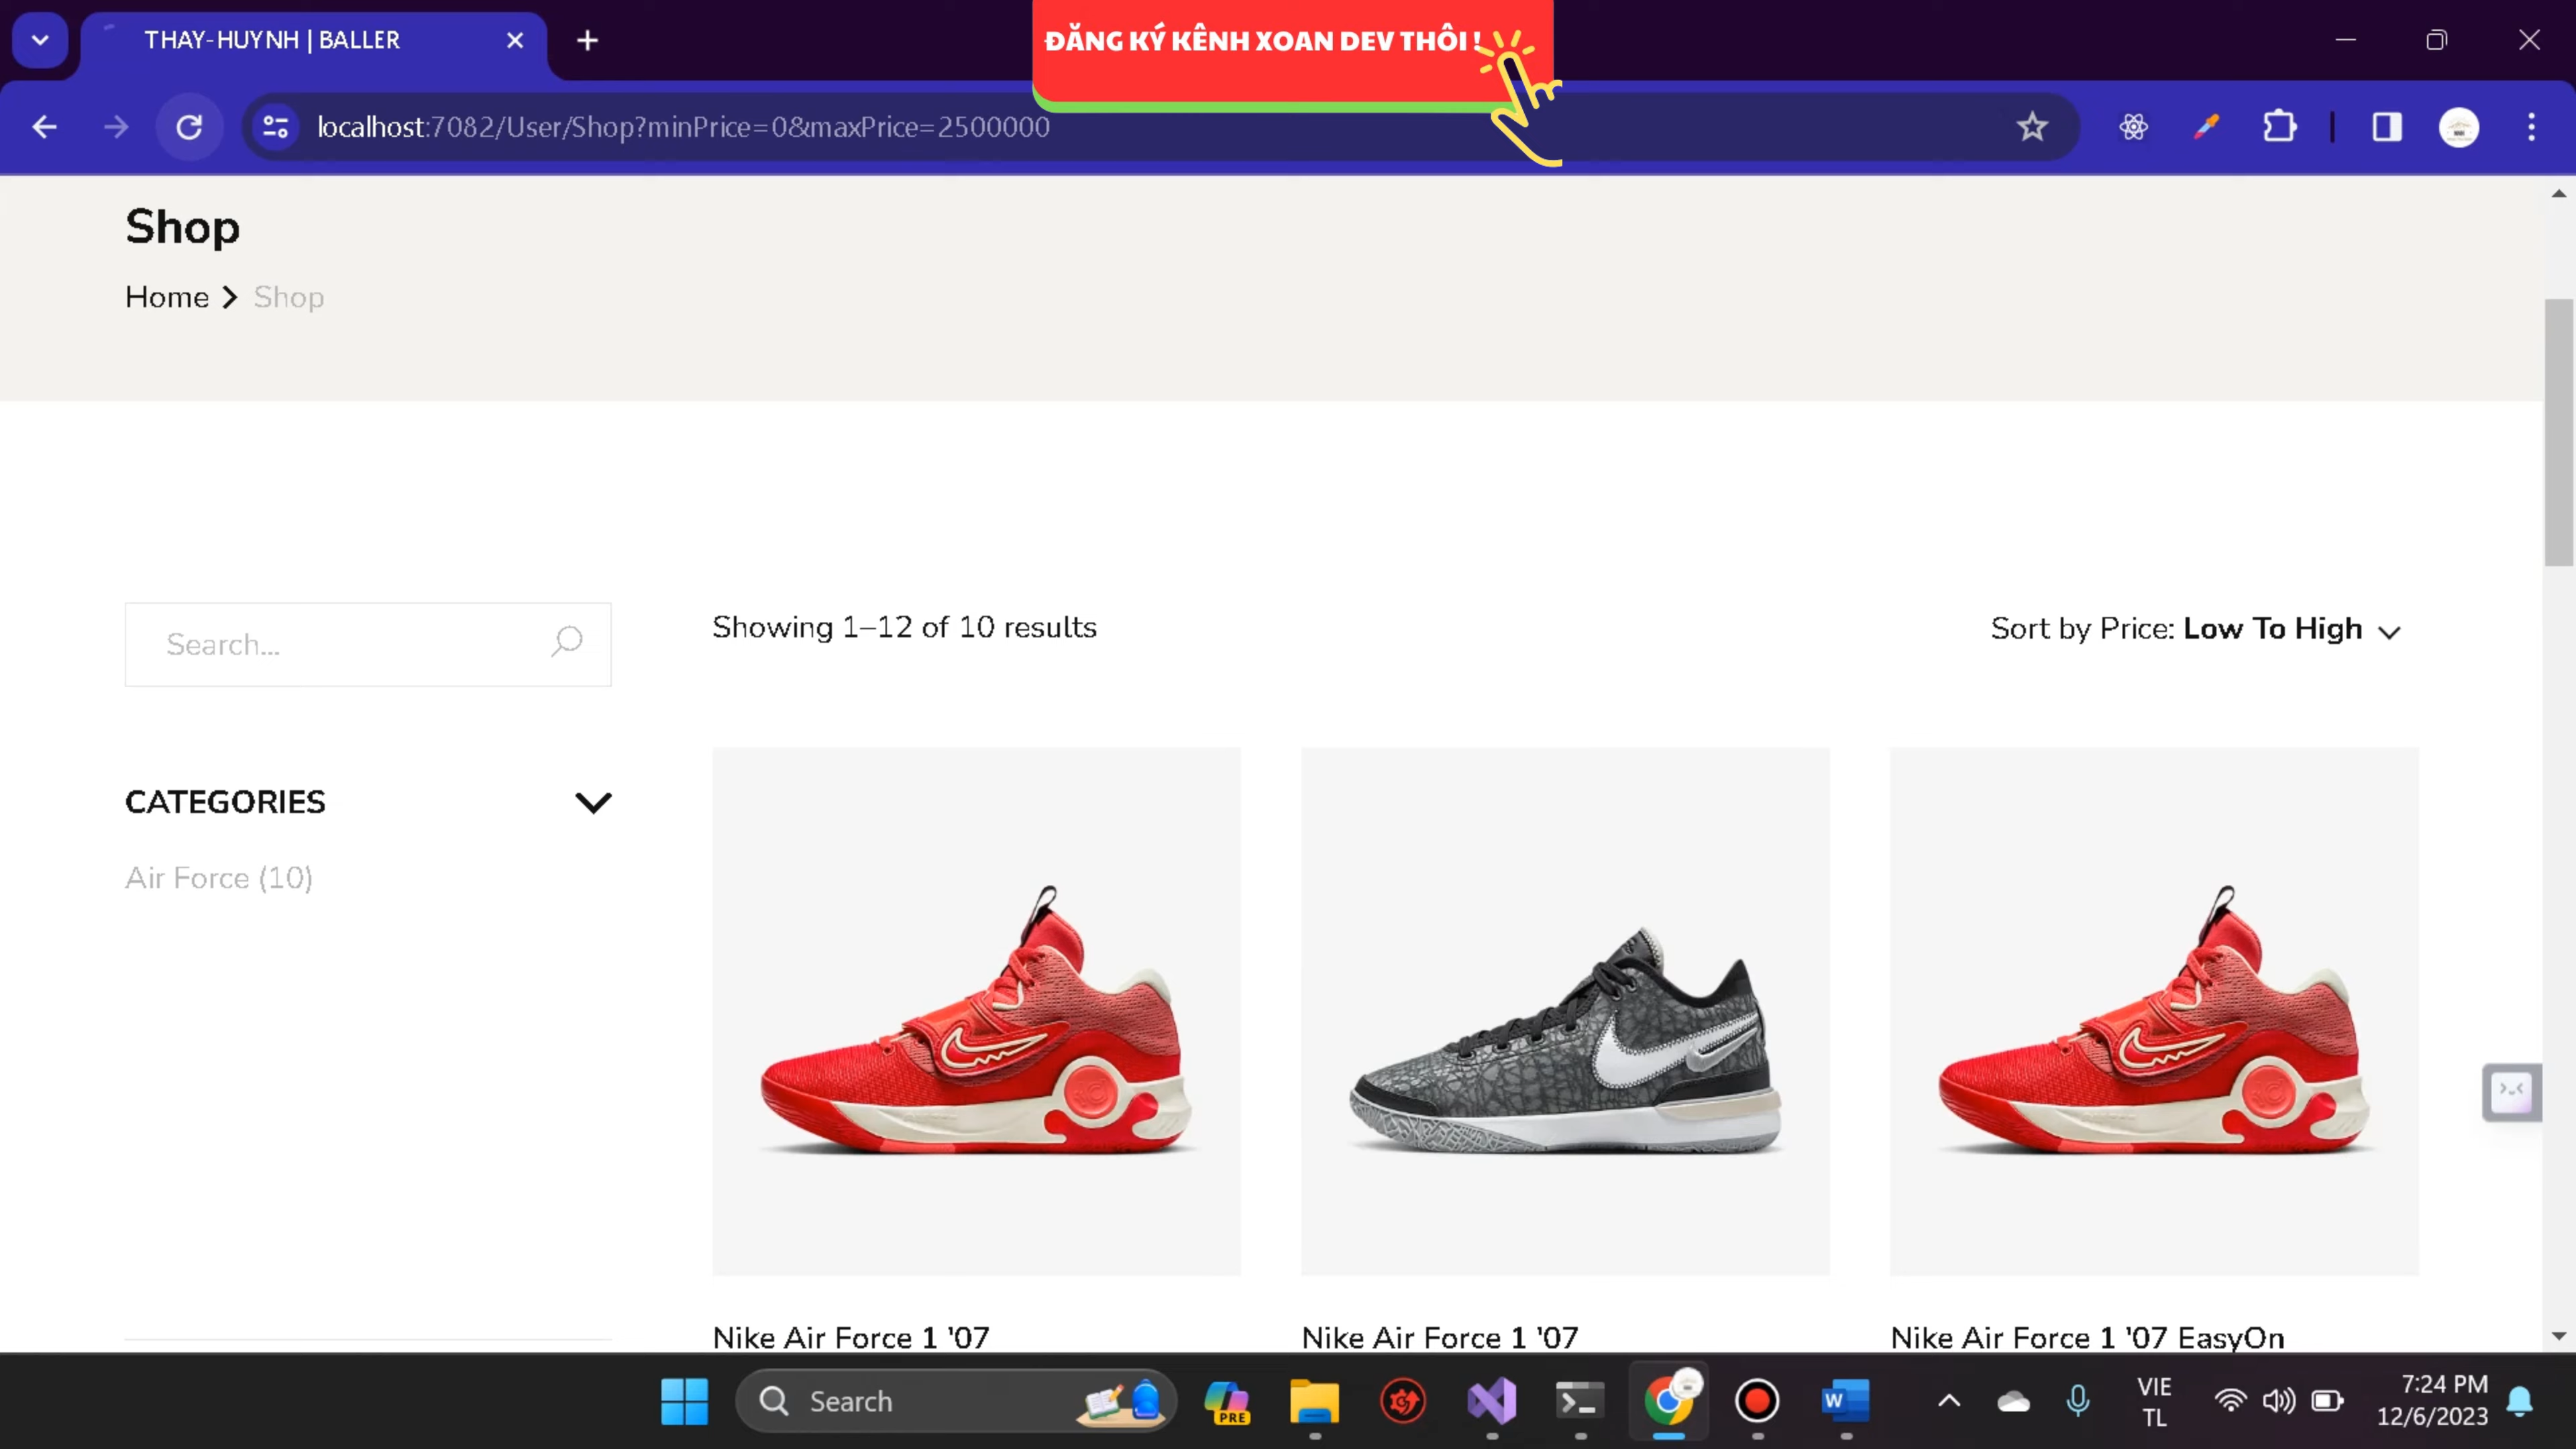 THAY-HUYNH | BALLER
ĐĂNG KÝ KÊNH XOAN DEV THÔI !
localhost:7082/User/Shop?minPrice=0&maxPrice=2500000
Shop
Home > Shop
Search...
Showing 1–12 of 10 results
Sort by Price: Low To High
CATEGORIES
Air Force (10)
Nike Air Force 1 '07
Nike Air Force 1 '07
Nike Air Force 1 '07 EasyOn
Search
PRE
W
VIE
TL
7:24 PM
12/6/2023